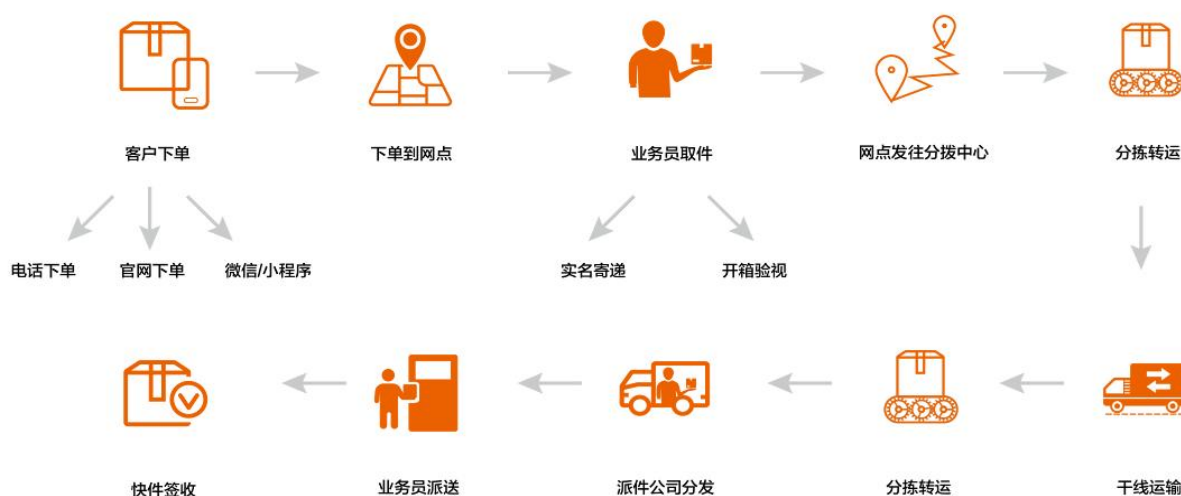 客户下单
下单到网点
业务员取件
网点发往分拨中心
分拣转运
电话下单
官网下单
微信/小程序
实名寄递
开箱验视
快件签收
业务员派送
派件公司分发
分拣转运
干线运输